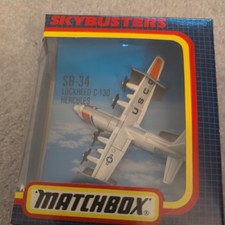 SKYBUSTERS
SB 34
LOCKHEED C-130
HERCULES
USCG
MATCHBOX